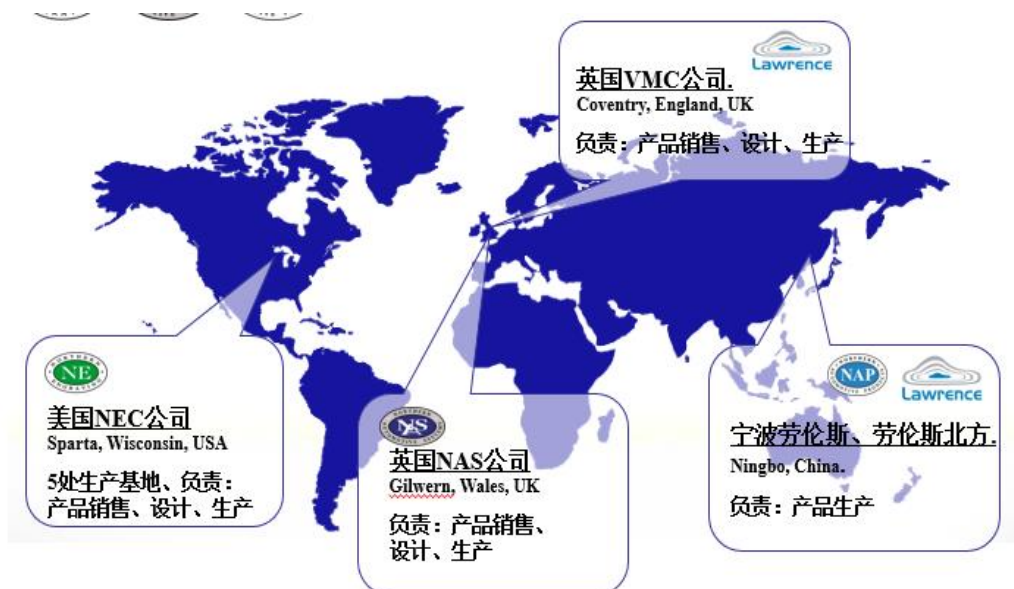 Lawrence
英国VMC公司.
Coventry, England, UK
负责：产品销售、设计、生产
NORTHERN
NE
ENGRAVING
美国NEC公司
Sparta, Wisconsin, USA
5处生产基地、负责：
产品销售、设计、生产
NAS
英国NAS公司
Gilwern, Wales, UK
负责：产品销售、
设计、生产
NAP
Lawrence
宁波劳伦斯、劳伦斯北方.
Ningbo, China.
负责：产品生产